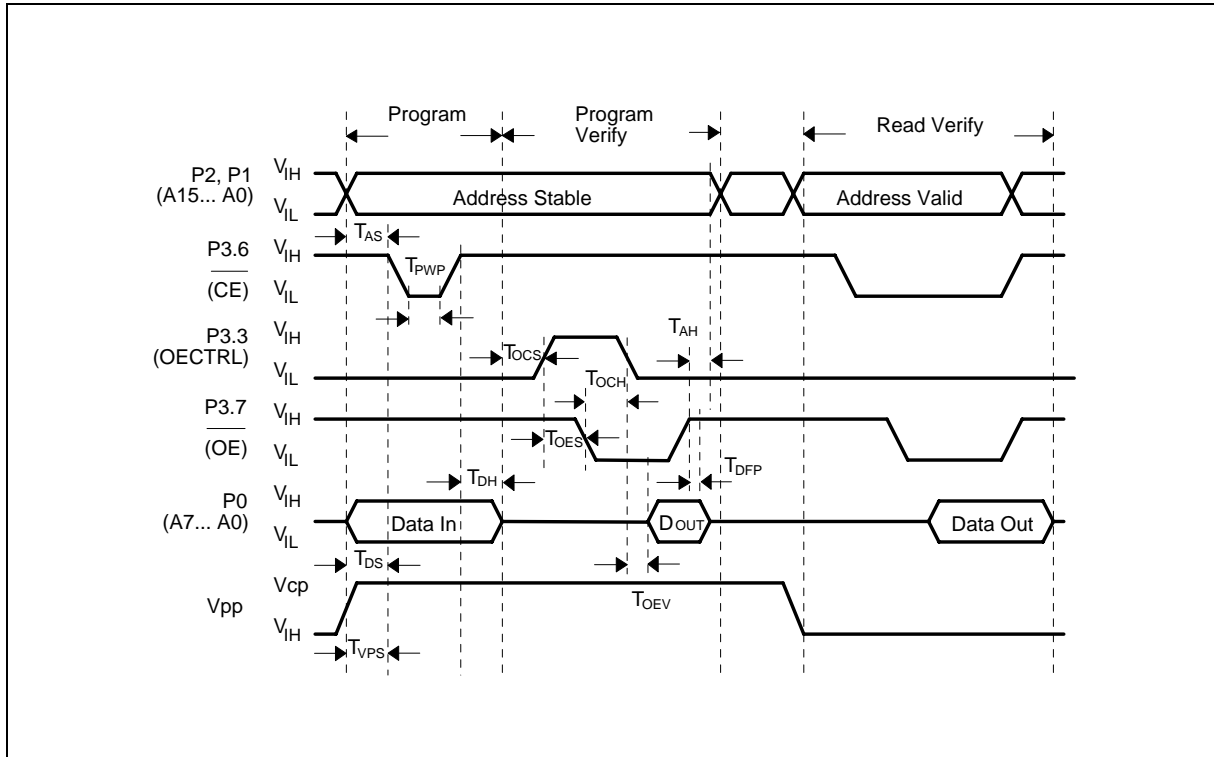 Program
Program
Verify
Read Verify
P2, P1
(A15... A0)
VIH
VIL
Address Stable
Address Valid
TAS
P3.6
(CE)
VIH
VIL
TPWP
P3.3
(OECTRL)
VIH
VIL
TOCS
TAH
TOCH
P3.7
(OE)
VIH
VIL
TOES
TDFP
TDH
P0
(A7... A0)
VIH
VIL
Data In
DOUT
Data Out
TDS
TOEV
Vpp
Vcp
VIH
TVPS